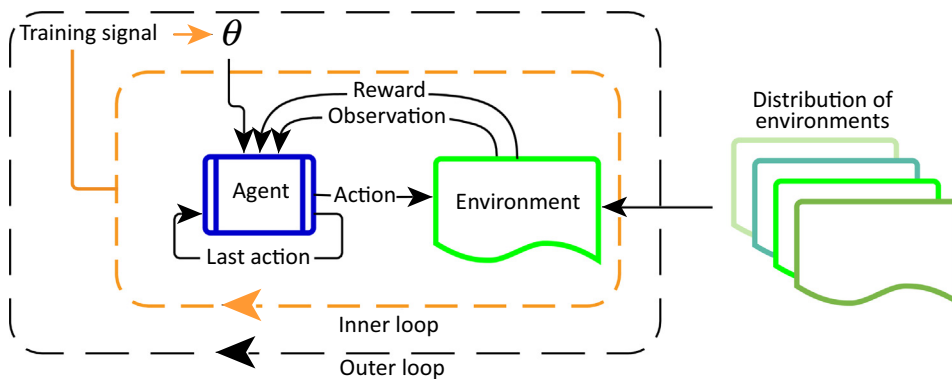 Training signal
θ
Reward
Observation
Distribution of
environments
Agent
Action
Environment
Last action
Inner loop
Outer loop